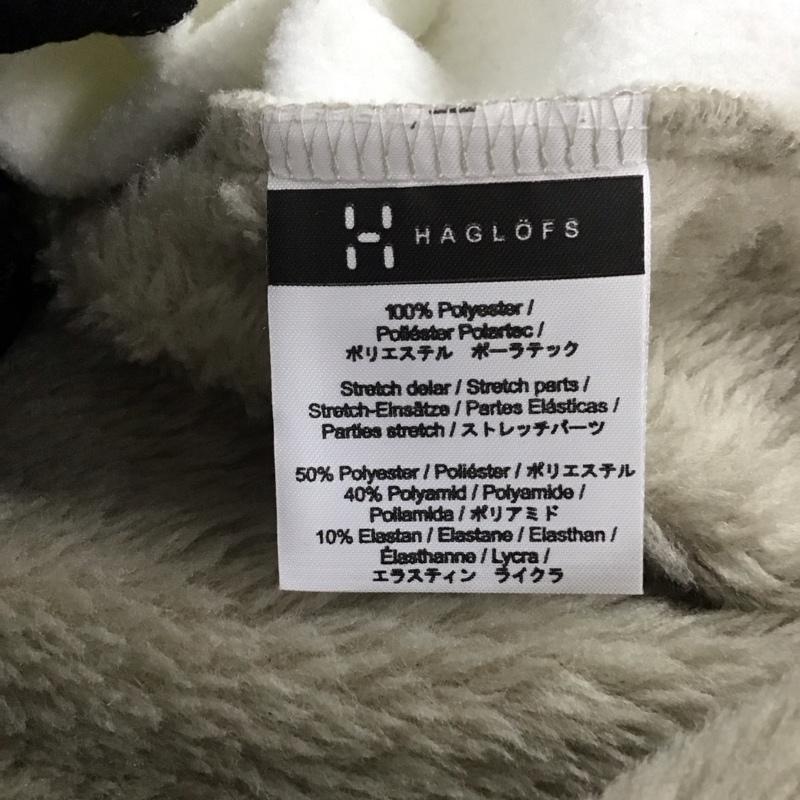 HAGLÖFS
100% Polyester /
Poliéster Polartec /
ポリエステル ポーラテック
Stretch delar / Stretch parts /
Stretch-Einsätze / Partes Elásticas /
Parties stretch / ストレッチパーツ
50% Polyester / Poliéster / ポリエステル
40% Polyamid / Polyamide /
Poliamida / ポリアミド
10% Elastan / Elastane / Elasthan /
Élasthanne / Lycra /
エラスティン ライクラ